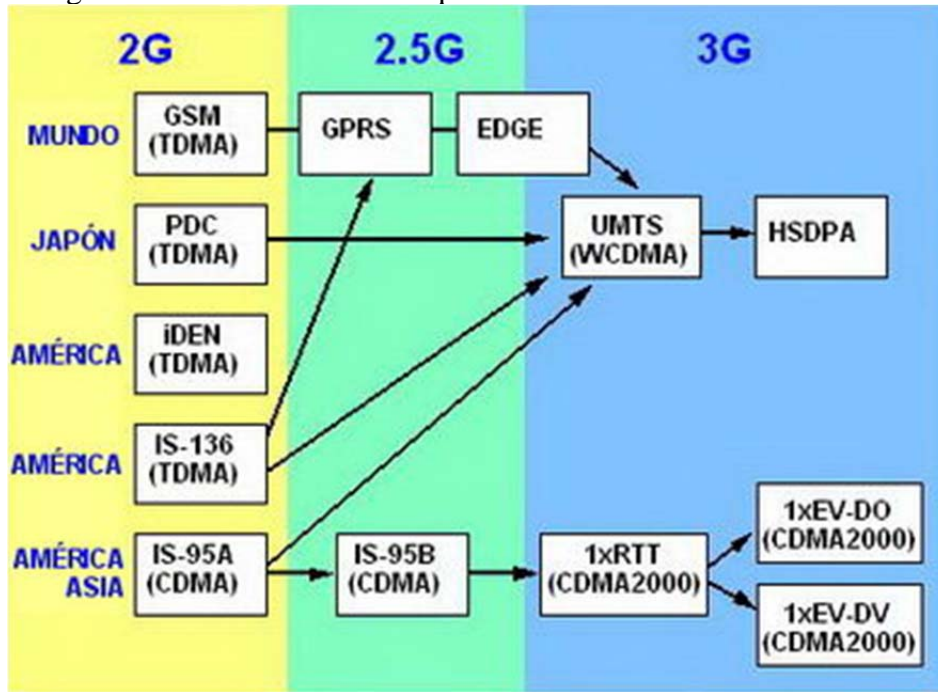 2G 2.5G 3G
MUNDO
GSM
(TDMA)
GPRS
EDGE
JAPÓN
PDC
(TDMA)
UMTS
(WCDMA)
HSDPA
AMÉRICA
iDEN
(TDMA)
AMÉRICA
IS-136
(TDMA)
AMÉRICA
ASIA
IS-95A
(CDMA)
IS-95B
(CDMA)
1xRTT
(CDMA2000)
1xEV-DO
(CDMA2000)
1xEV-DV
(CDMA2000)